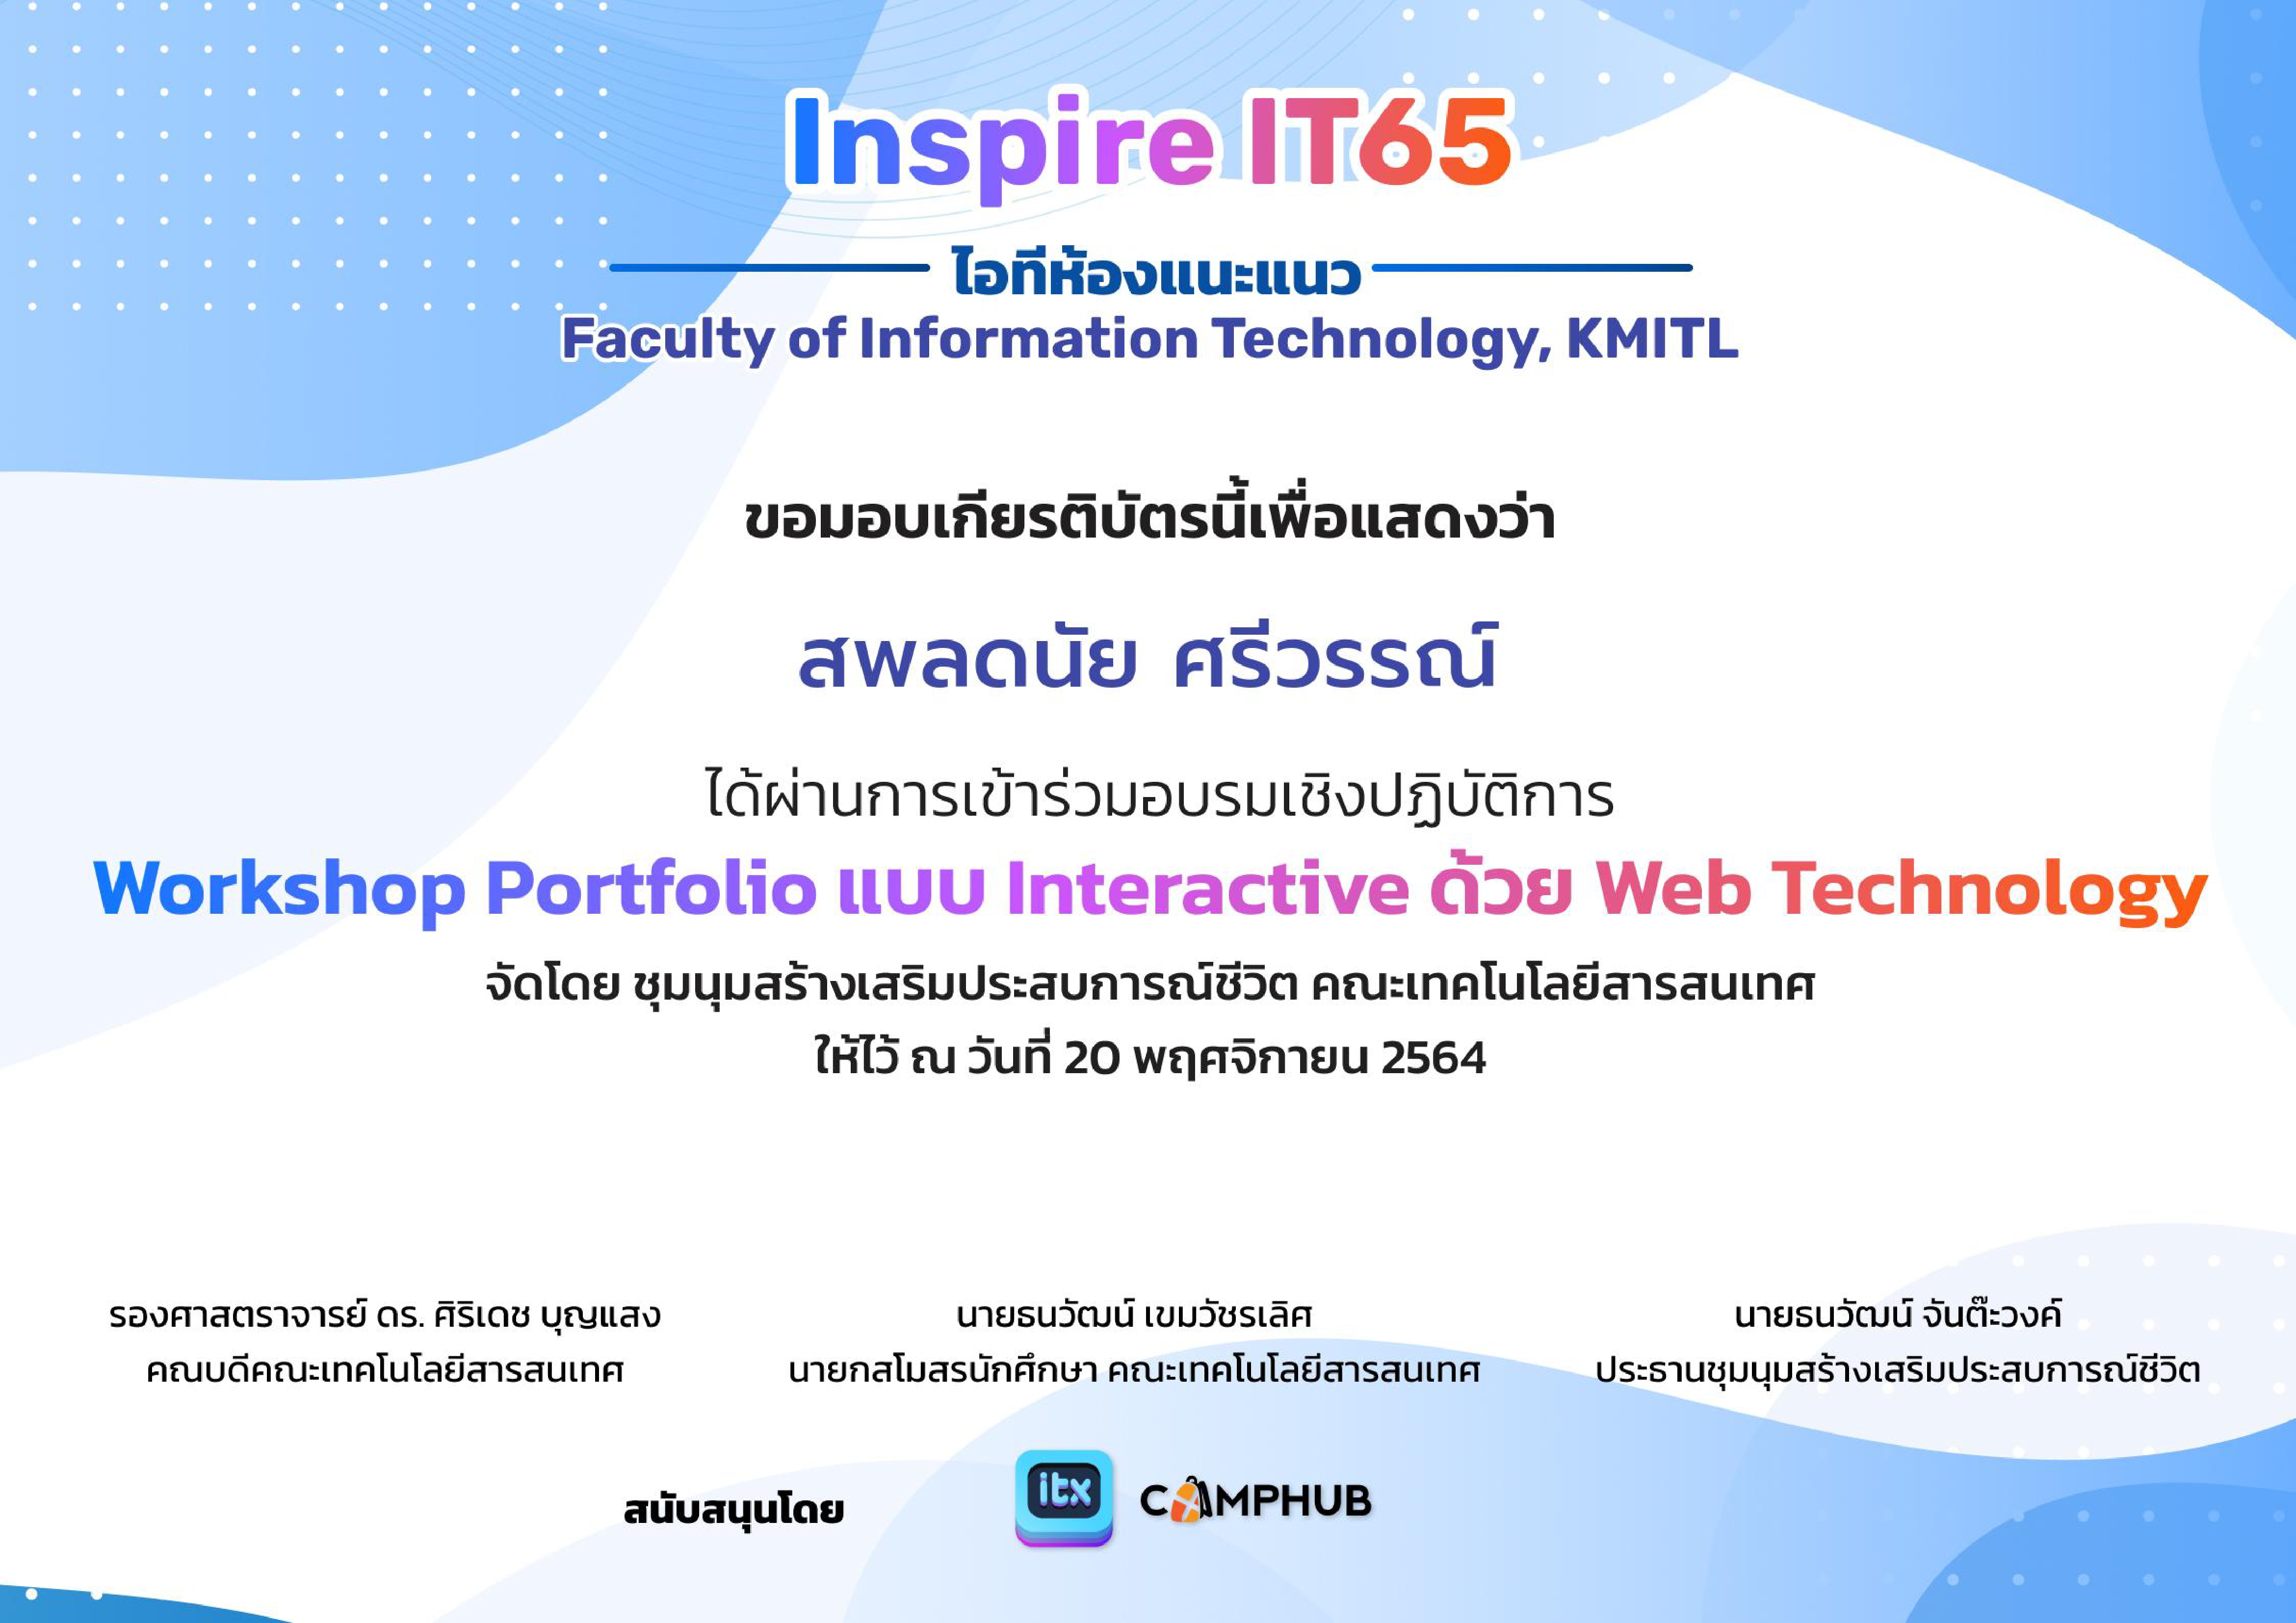 Inspire IT65
ไอทีห้องแนะแนว
Faculty of Information Technology, KMITL
ขอมอบเกียรติบัตรนี้เพื่อแสดงว่า
สพลดนัย ศรีวรรณ์
ได้ผ่านการเข้าร่วมอบรมเชิงปฏิบัติการ
Workshop Portfolio แบบ Interactive ด้วย Web Technology
จัดโดย ชุมนุมสร้างเสริมประสบการณ์ชีวิต คณะเทคโนโลยีสารสนเทศ
ให้ไว้ ณ วันที่ 20 พฤศจิกายน 2564
รองศาสตราจารย์ ดร. ศิริเดช บุญแสง
คณบดีคณะเทคโนโลยีสารสนเทศ
นายธนวัฒน์ เขมวัชรเลิศ
นายกสโมสรนักศึกษา คณะเทคโนโลยีสารสนเทศ
นายธนวัฒน์ จันต๊ะวงค์
ประธานชุมนุมสร้างเสริมประสบการณ์ชีวิต
สนับสนุนโดย
itx
CAMPHUB